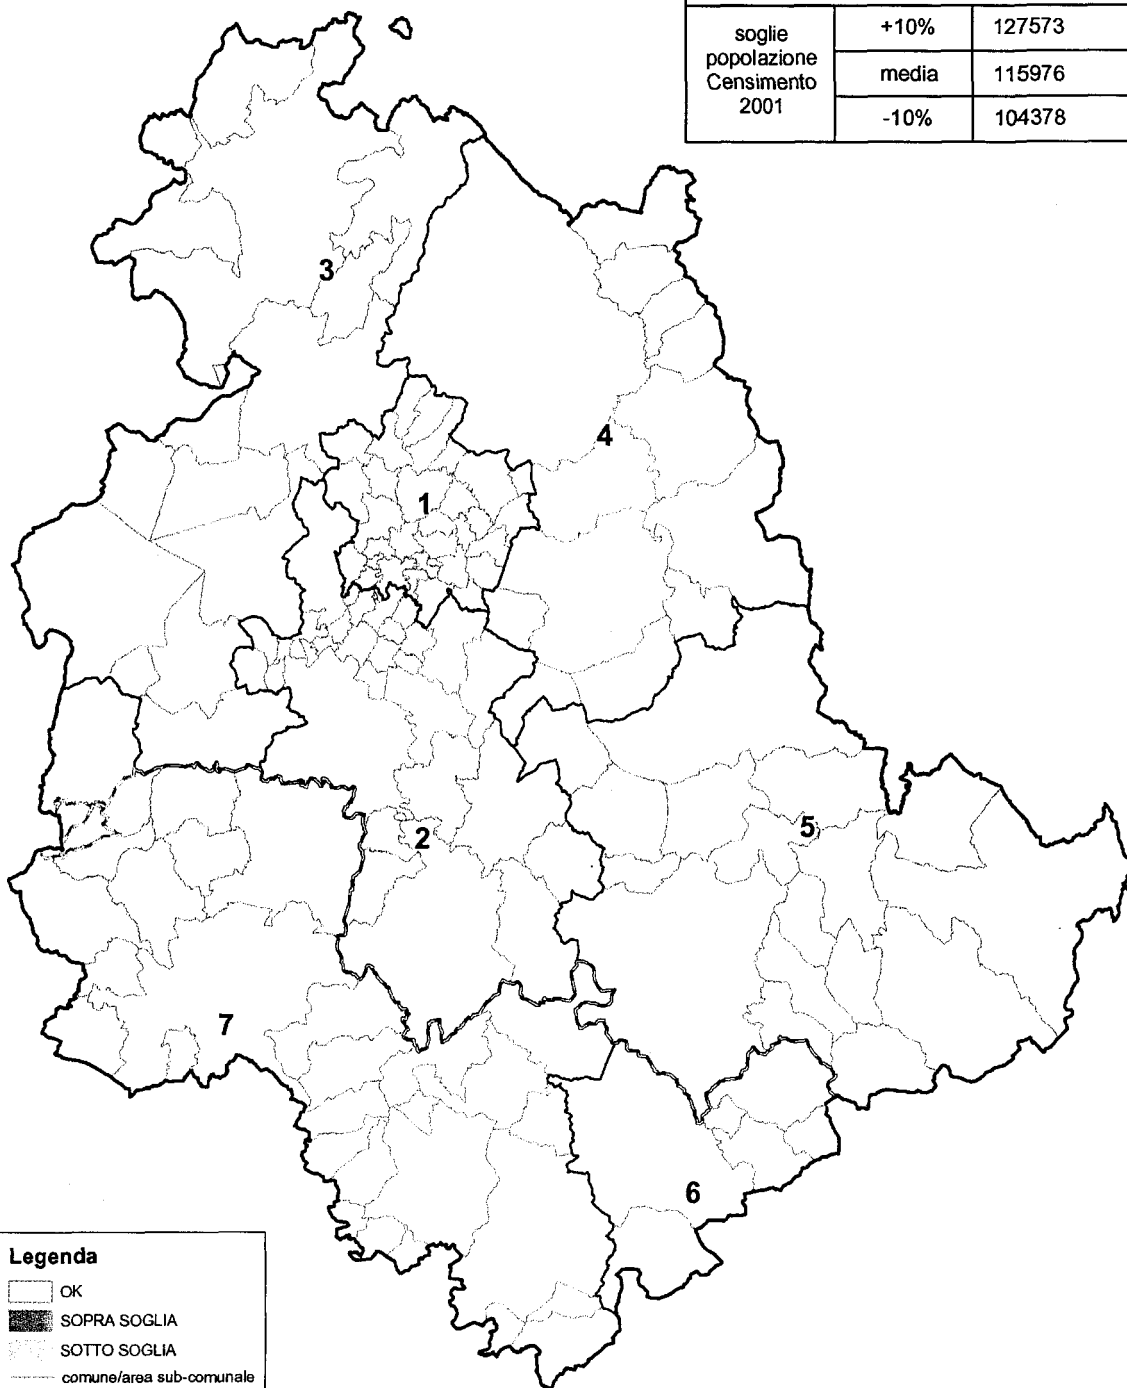 soglie
popolazione
Censimento
2001
+10% 127573
media 115976
-10% 104378
3
4
1
2
5
7
6
Legenda
OK
SOPRA SOGLIA
SOTTO SOGLIA
comune/area sub-comunale